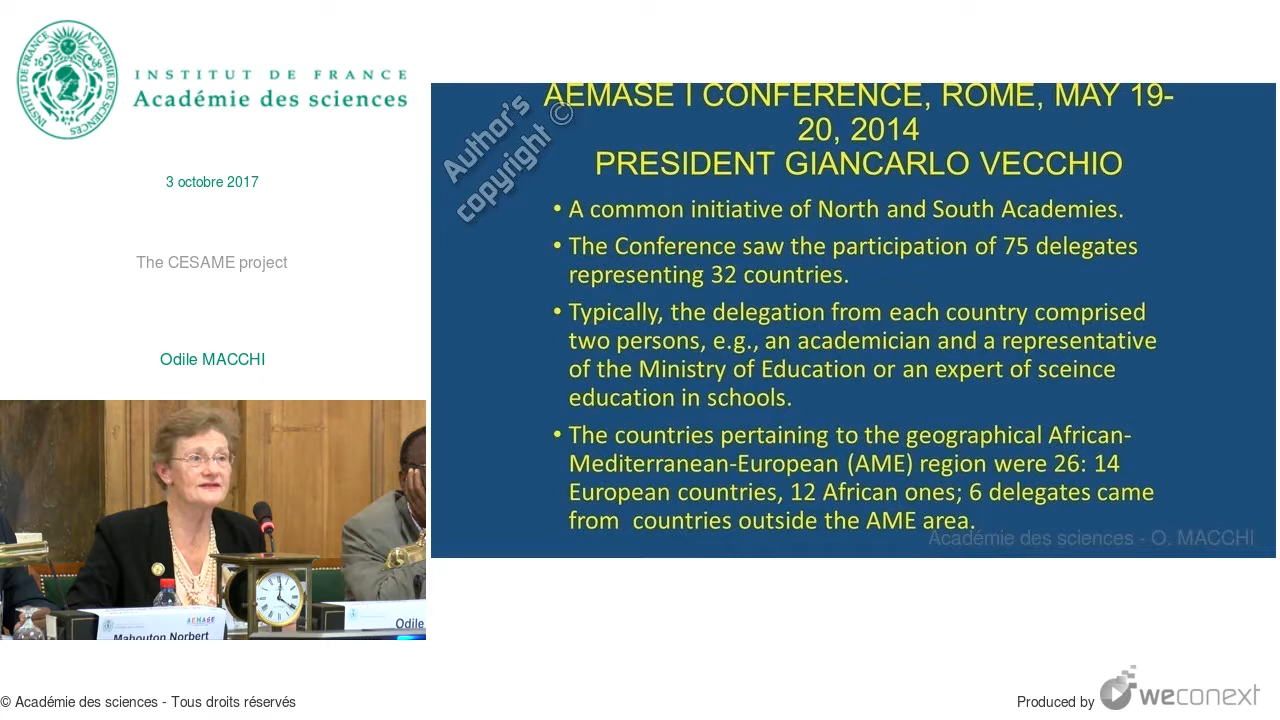 INSTITUT DE FRANCE
Académie des sciences
3 octobre 2017
The CESAME project
Odile MACCHI
AEMASE I CONFERENCE, ROME, MAY 19-
20, 2014
PRESIDENT GIANCARLO VECCHIO
Author's
copyright ©
• A common initiative of North and South Academies.
• The Conference saw the participation of 75 delegates
representing 32 countries.
• Typically, the delegation from each country comprised
two persons, e.g., an academician and a representative
of the Ministry of Education or an expert of sceince
education in schools.
• The countries pertaining to the geographical African-
Mediterranean-European (AME) region were 26: 14
European countries, 12 African ones; 6 delegates came
from countries outside the AME area.
Académie des sciences - O. MACCHI
AEMASE
Mahouton Norbert
Odile
© Académie des sciences - Tous droits réservés
Produced by weconext